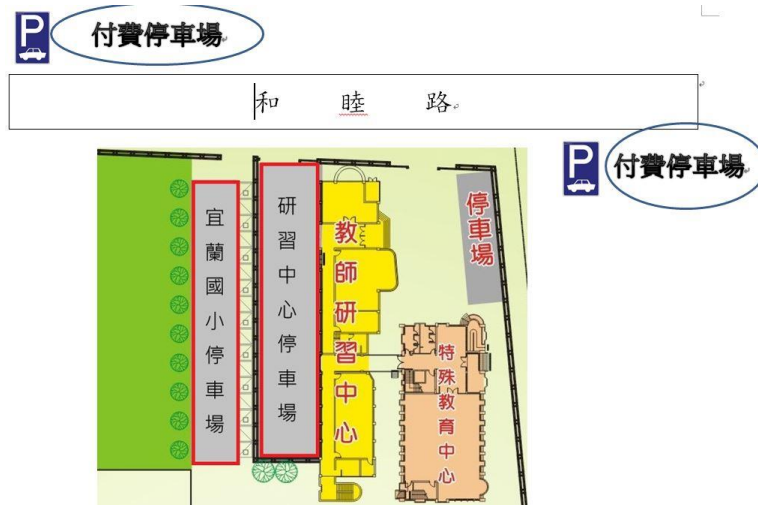 P 付費停車場
和 睦 路
P 付費停車場
宜蘭國小停車場
研習中心停車場
教師研習中心
停車場
特殊教育中心